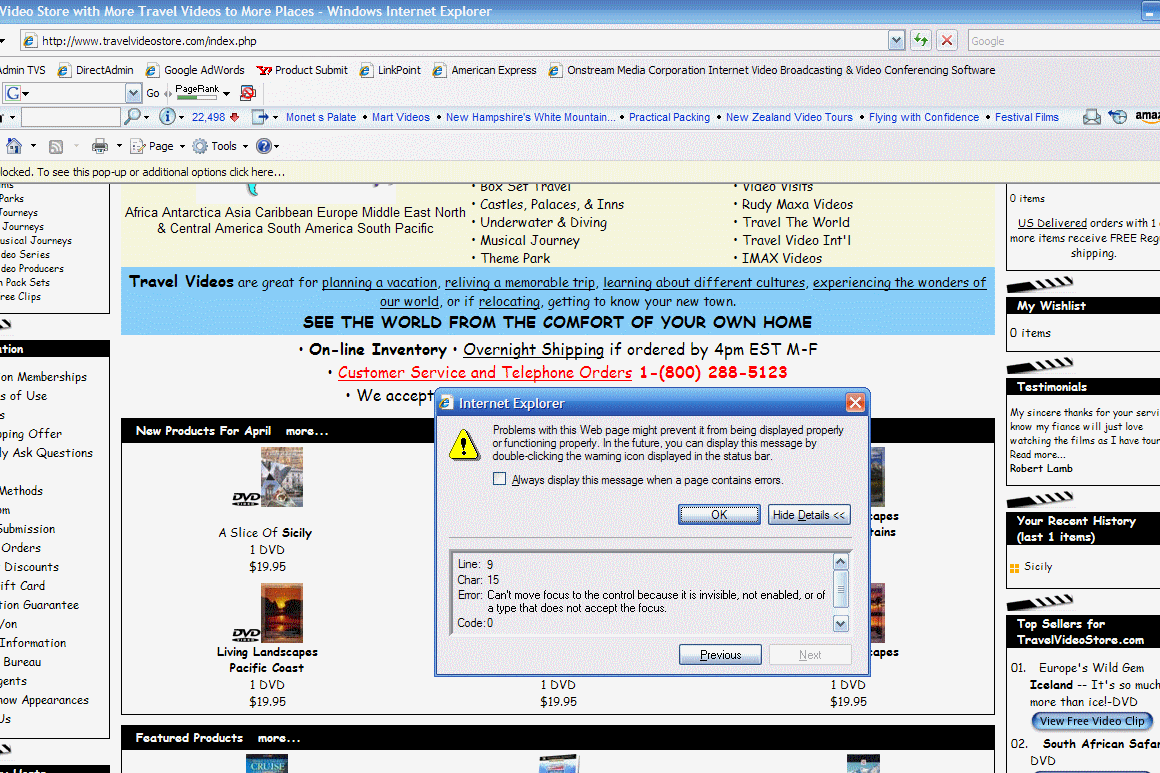 Video Store with More Travel Videos to More Places - Windows Internet Explorer
http://www.travelvideostore.com/index.php
Google
dmin TVS DirectAdmin Google AdWords Product Submit LinkPoint American Express Onstream Media Corporation Internet Video Broadcasting & Video Conferencing Software
G Go PageRank
22,498 Monet s Palate • Mart Videos • New Hampshire's White Mountain... • Practical Packing • New Zealand Video Tours • Flying with Confidence • Festival Films amaz
Page Tools
locked. To see this pop-up or additional options click here...
Parks
Journeys
Journeys
usical Journeys
deo Series
deo Producers
n Pack Sets
ree Clips
ation
on Memberships
s of Use
s
ping Offer
ly Ask Questions
Methods
om
Submission
Orders
Discounts
ift Card
tion Guarantee
/on
Information
Bureau
gents
how Appearances
Us
Africa Antarctica Asia Caribbean Europe Middle East North
& Central America South America South Pacific
• Box Set Travel
• Castles, Palaces, & Inns
• Underwater & Diving
• Musical Journey
• Theme Park
• Video Visits
• Rudy Maxa Videos
• Travel The World
• Travel Video Int'l
• IMAX Videos
Travel Videos are great for planning a vacation, reliving a memorable trip, learning about different cultures, experiencing the wonders of
our world, or if relocating, getting to know your new town.
SEE THE WORLD FROM THE COMFORT OF YOUR OWN HOME
• On-line Inventory • Overnight Shipping if ordered by 4pm EST M-F
• Customer Service and Telephone Orders 1-(800) 288-5123
• We accept
New Products For April more...
DVD
A Slice Of Sicily
1 DVD
$19.95
DVD
Living Landscapes
Pacific Coast
1 DVD
$19.95
1 DVD
$19.95
capes
tains
capes
1 DVD
$19.95
Internet Explorer
Problems with this Web page might prevent it from being displayed properly
or functioning properly. In the future, you can display this message by
double-clicking the warning icon displayed in the status bar.
Always display this message when a page contains errors.
OK
Hide Details <<
Line: 9
Char: 15
Error: Can't move focus to the control because it is invisible, not enabled, or of
a type that does not accept the focus.
Code:0
Previous
Next
Featured Products more...
CRUISE
0 items
US Delivered orders with 1
more items receive FREE Reg
shipping.
My Wishlist
0 items
Testimonials
My sincere thanks for your servi
know my fiance will just love
watching the films as I have tour
Read more...
Robert Lamb
Your Recent History
(last 1 items)
Sicily
Top Sellers for
TravelVideoStore.com
01. Europe's Wild Gem
Iceland -- It's so much
more than ice!-DVD
View Free Video Clip
02. South African Safar
DVD